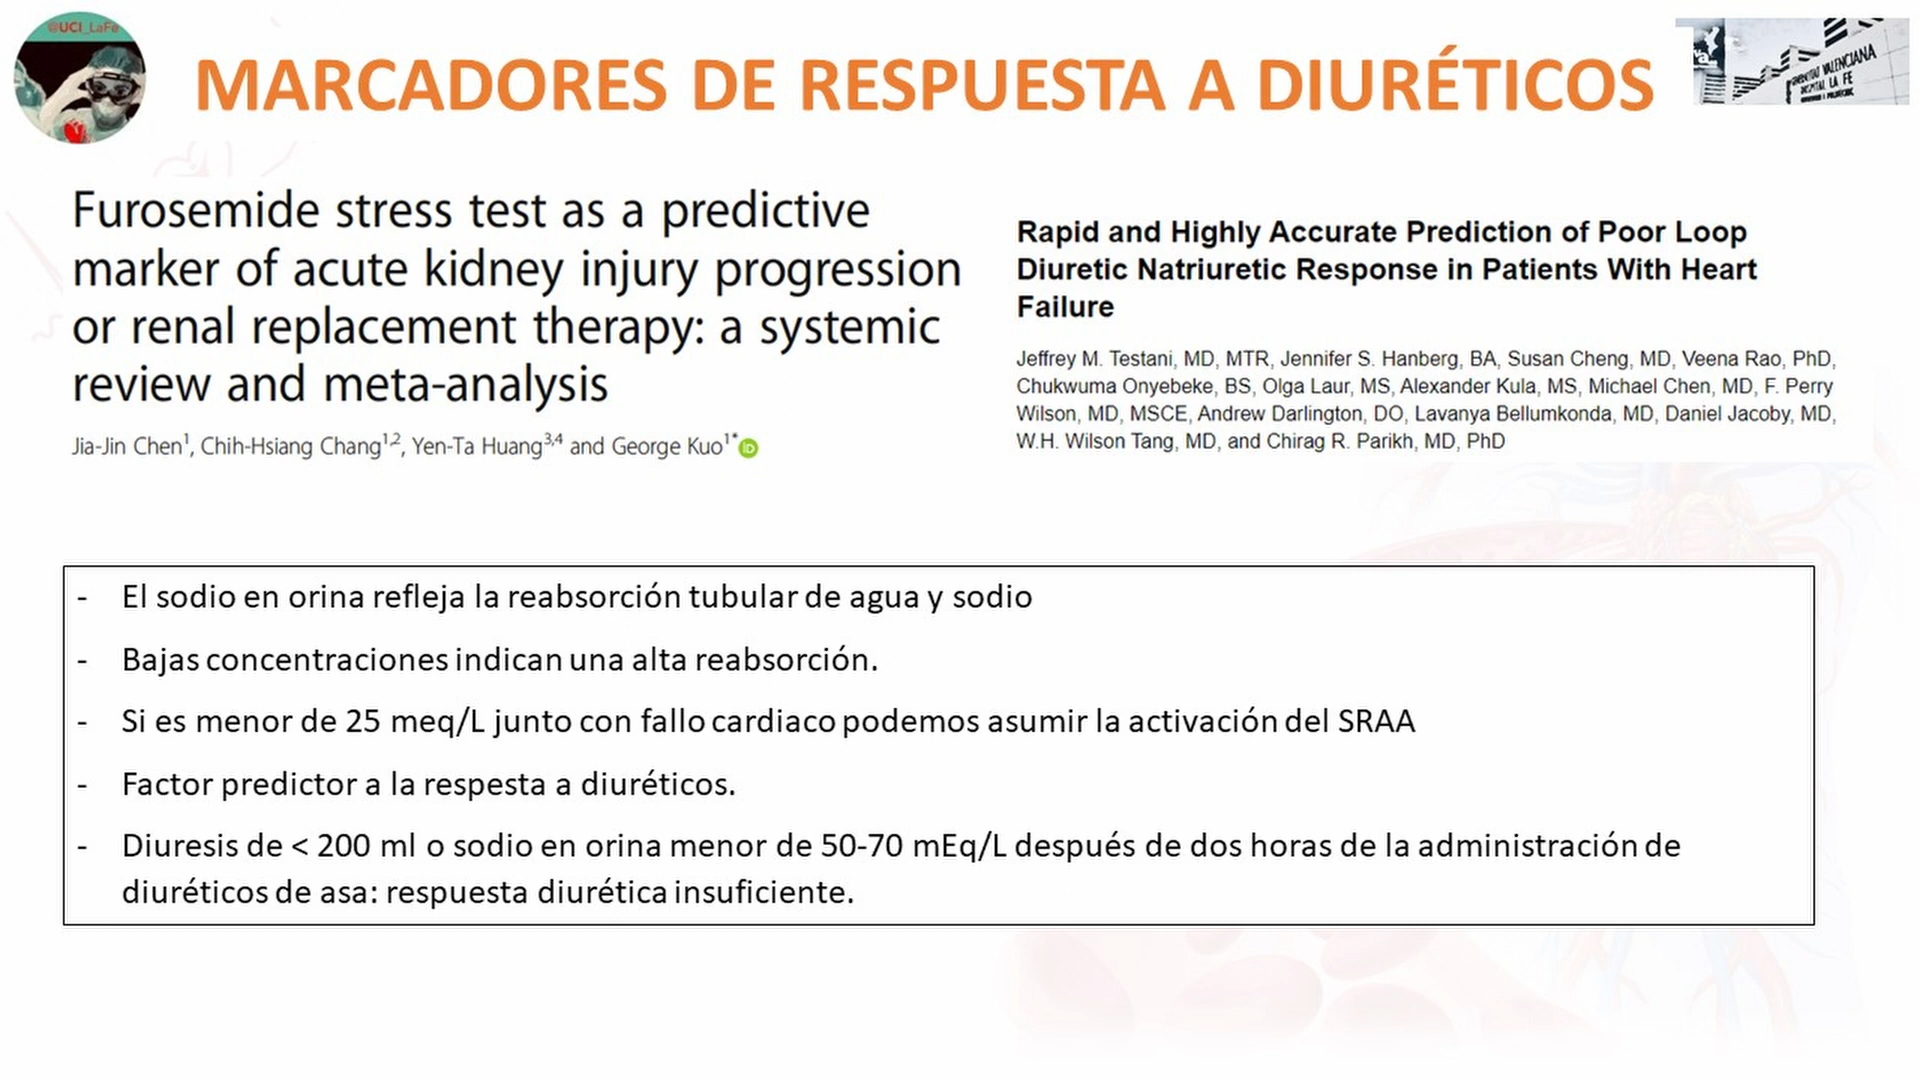 @UCI_LaFe
MARCADORES DE RESPUESTA A DIURÉTICOS
GENERALITAT VALENCIANA
HOSPITAL LA FE
Furosemide stress test as a predictive
marker of acute kidney injury progression
or renal replacement therapy: a systemic
review and meta-analysis
Jia-Jin Chen1, Chih-Hsiang Chang1,2, Yen-Ta Huang3,4 and George Kuo1* iD
Rapid and Highly Accurate Prediction of Poor Loop
Diuretic Natriuretic Response in Patients With Heart
Failure
Jeffrey M. Testani, MD, MTR, Jennifer S. Hanberg, BA, Susan Cheng, MD, Veena Rao, PhD,
Chukwuma Onyebeke, BS, Olga Laur, MS, Alexander Kula, MS, Michael Chen, MD, F. Perry
Wilson, MD, MSCE, Andrew Darlington, DO, Lavanya Bellumkonda, MD, Daniel Jacoby, MD,
W.H. Wilson Tang, MD, and Chirag R. Parikh, MD, PhD
- El sodio en orina refleja la reabsorción tubular de agua y sodio
- Bajas concentraciones indican una alta reabsorción.
- Si es menor de 25 meq/L junto con fallo cardiaco podemos asumir la activación del SRAA
- Factor predictor a la respesta a diuréticos.
- Diuresis de < 200 ml o sodio en orina menor de 50-70 mEq/L después de dos horas de la administración de
diuréticos de asa: respuesta diurética insuficiente.